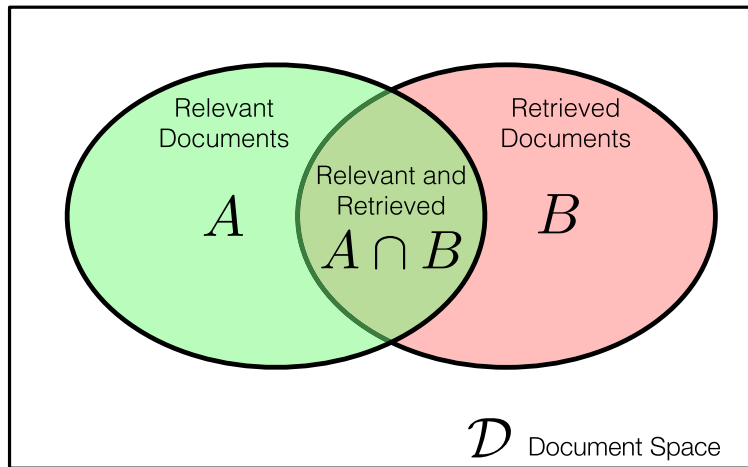 Relevant
Documents
A
Relevant and
Retrieved
A ∩ B
Retrieved
Documents
B
𝒟 Document Space